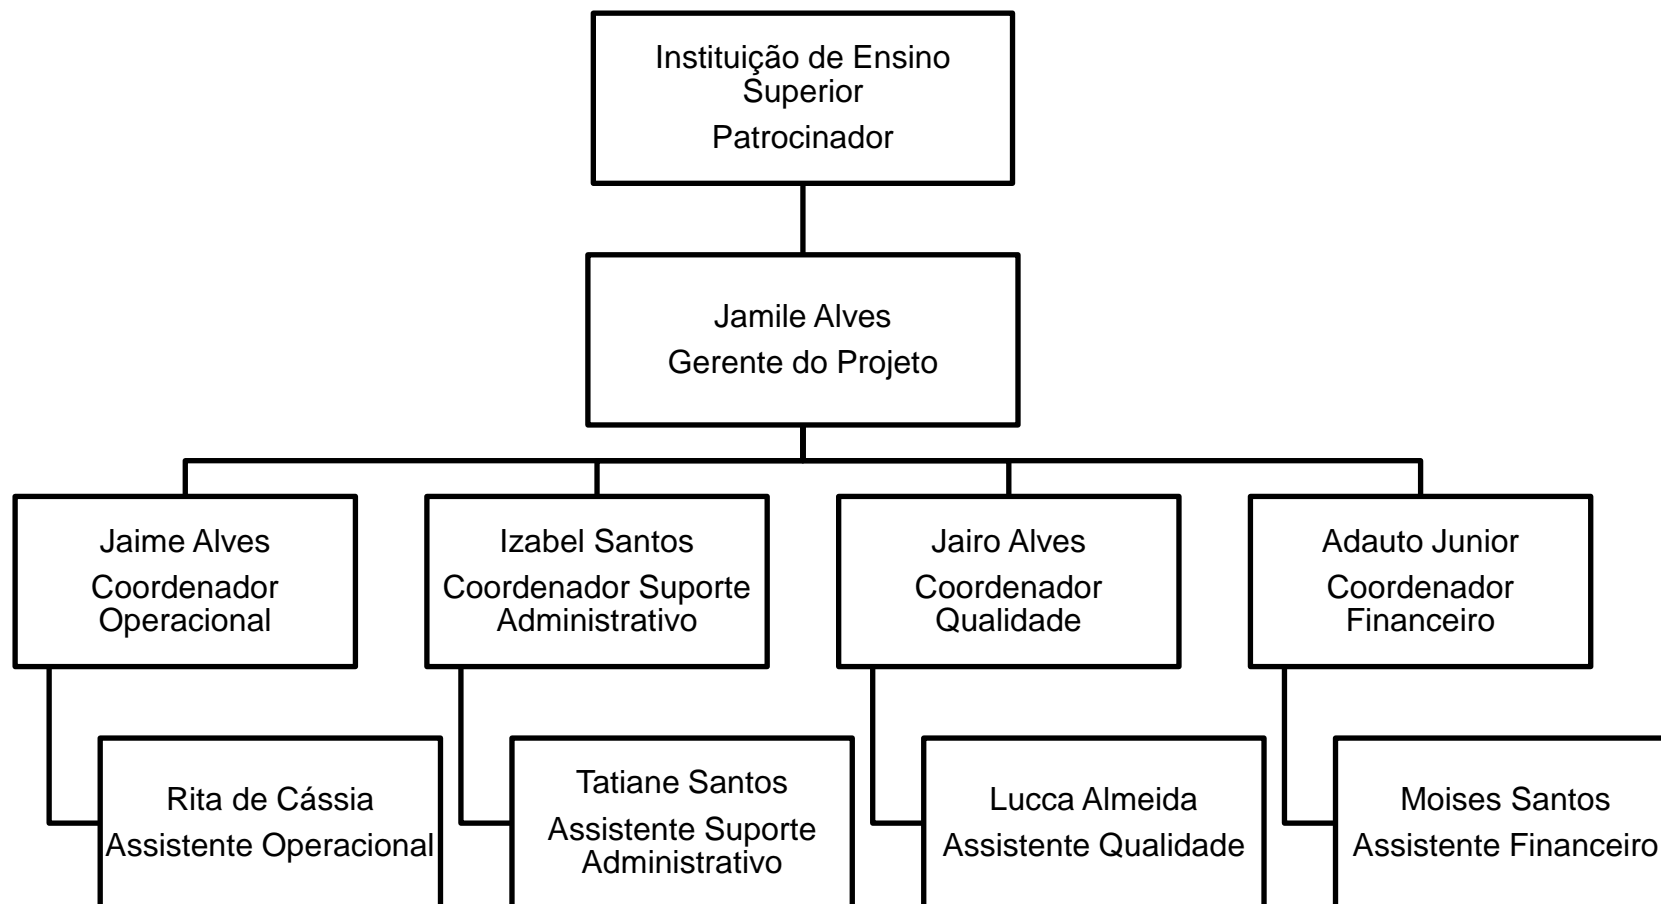 Instituição de Ensino
Superior
Patrocinador
Jamile Alves
Gerente do Projeto
Jaime Alves
Coordenador
Operacional
Izabel Santos
Coordenador Suporte
Administrativo
Jairo Alves
Coordenador
Qualidade
Adauto Junior
Coordenador
Financeiro
Rita de Cássia
Assistente Operacional
Tatiane Santos
Assistente Suporte
Administrativo
Lucca Almeida
Assistente Qualidade
Moises Santos
Assistente Financeiro